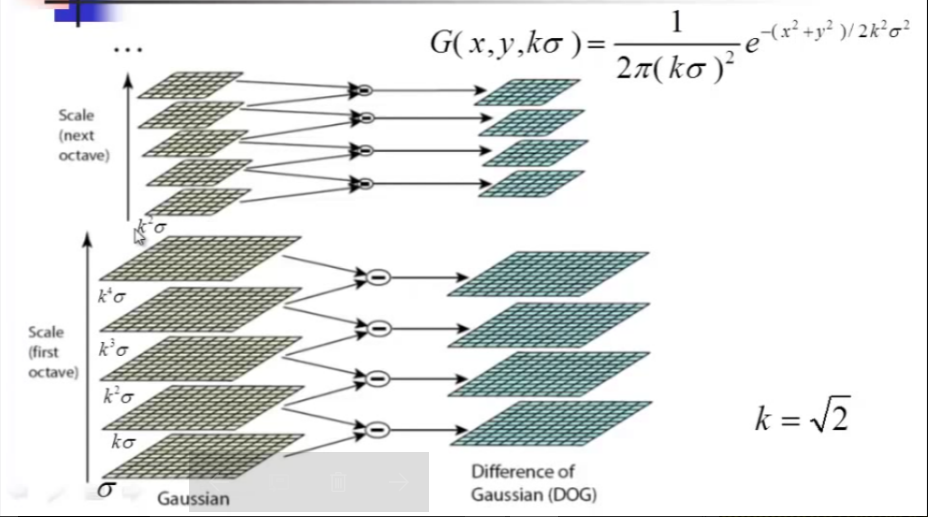 ...
G(x,y,kσ)= 1/2π(kσ)² e^-(x²+y²)/2k²σ²
Scale
(next
octave)
k²σ
k⁴σ
Scale
(first
octave)
k³σ
k²σ
kσ
σ
k = √2
Gaussian
Difference of
Gaussian (DOG)